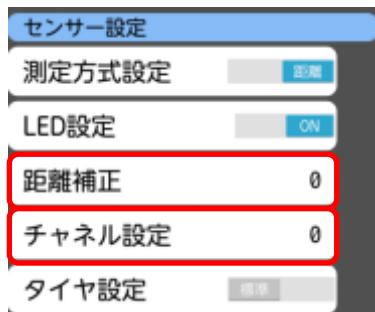 センサー設定
測定方式設定 距離
LED設定 ON
距離補正 0
チャネル設定 0
タイヤ設定 標準